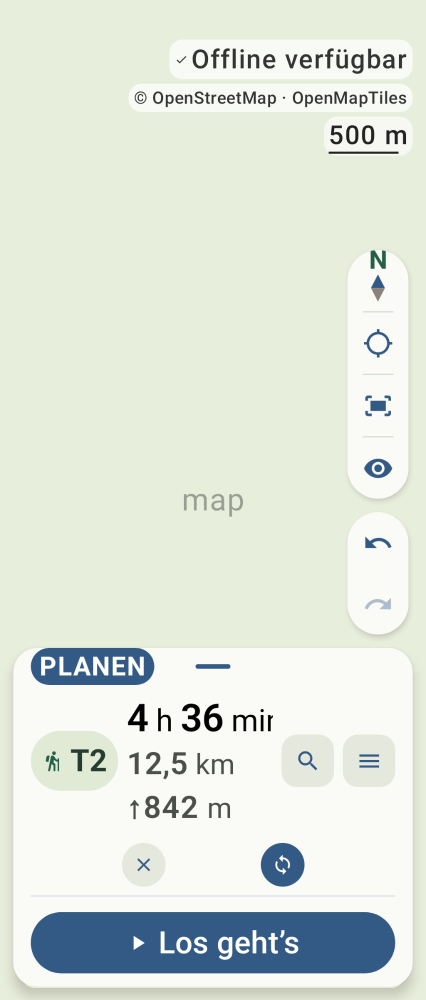 Offline verfügbar
© OpenStreetMap · OpenMapTiles
500 m
N
map
PLANEN
4 h 36 min
T2
12,5 km
↑842 m
Los geht’s